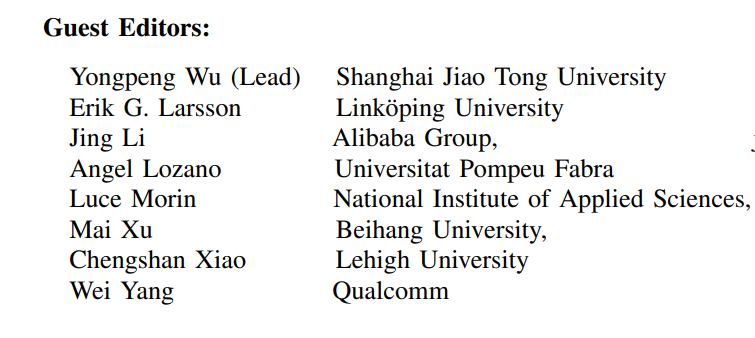 Guest Editors:
Yongpeng Wu (Lead) Shanghai Jiao Tong University
Erik G. Larsson Linköping University
Jing Li Alibaba Group,
Angel Lozano Universitat Pompeu Fabra
Luce Morin National Institute of Applied Sciences,
Mai Xu Beihang University,
Chengshan Xiao Lehigh University
Wei Yang Qualcomm